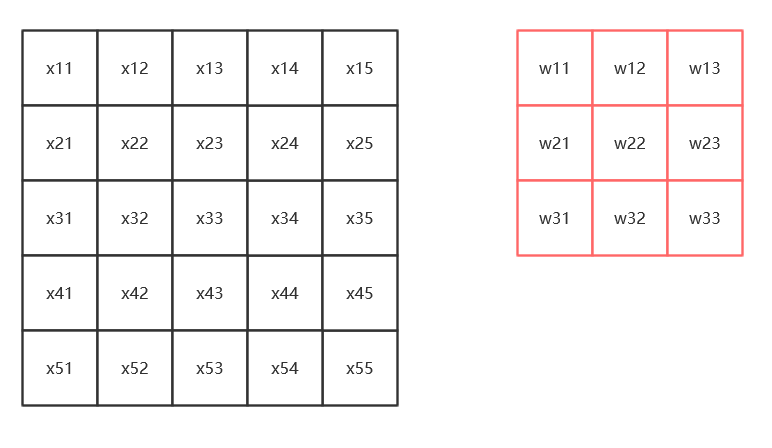 x11 x12 x13 x14 x15
x21 x22 x23 x24 x25
x31 x32 x33 x34 x35
x41 x42 x43 x44 x45
x51 x52 x53 x54 x55
w11 w12 w13
w21 w22 w23
w31 w32 w33